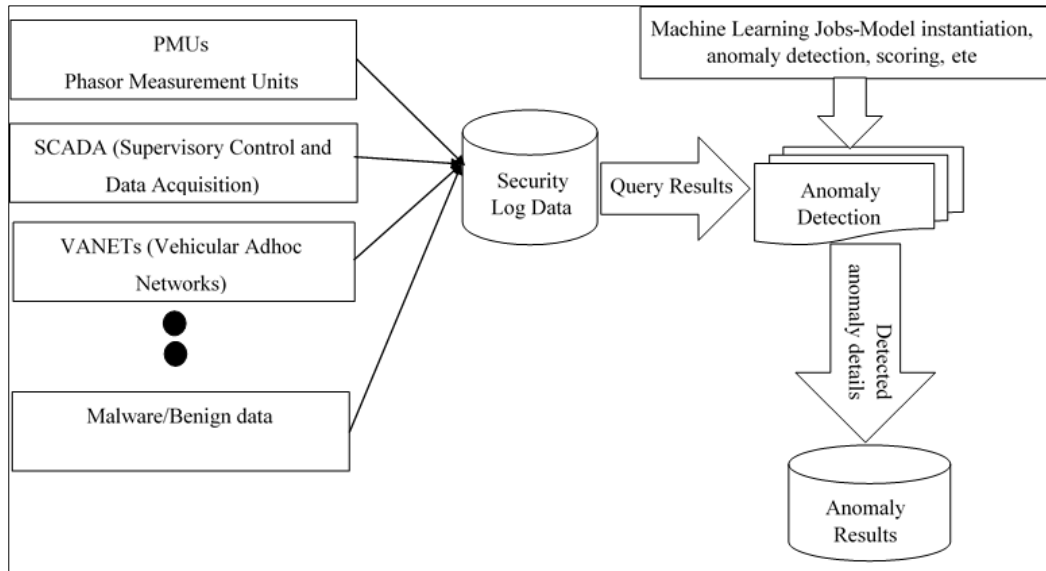 PMUs
Phasor Measurement Units
SCADA (Supervisory Control and
Data Acquisition)
VANETs (Vehicular Adhoc
Networks)
Malware/Benign data
Security
Log Data
Query Results
Machine Learning Jobs-Model instantiation,
anomaly detection, scoring, ete
Anomaly
Detection
Detected
anomaly details
Anomaly
Results